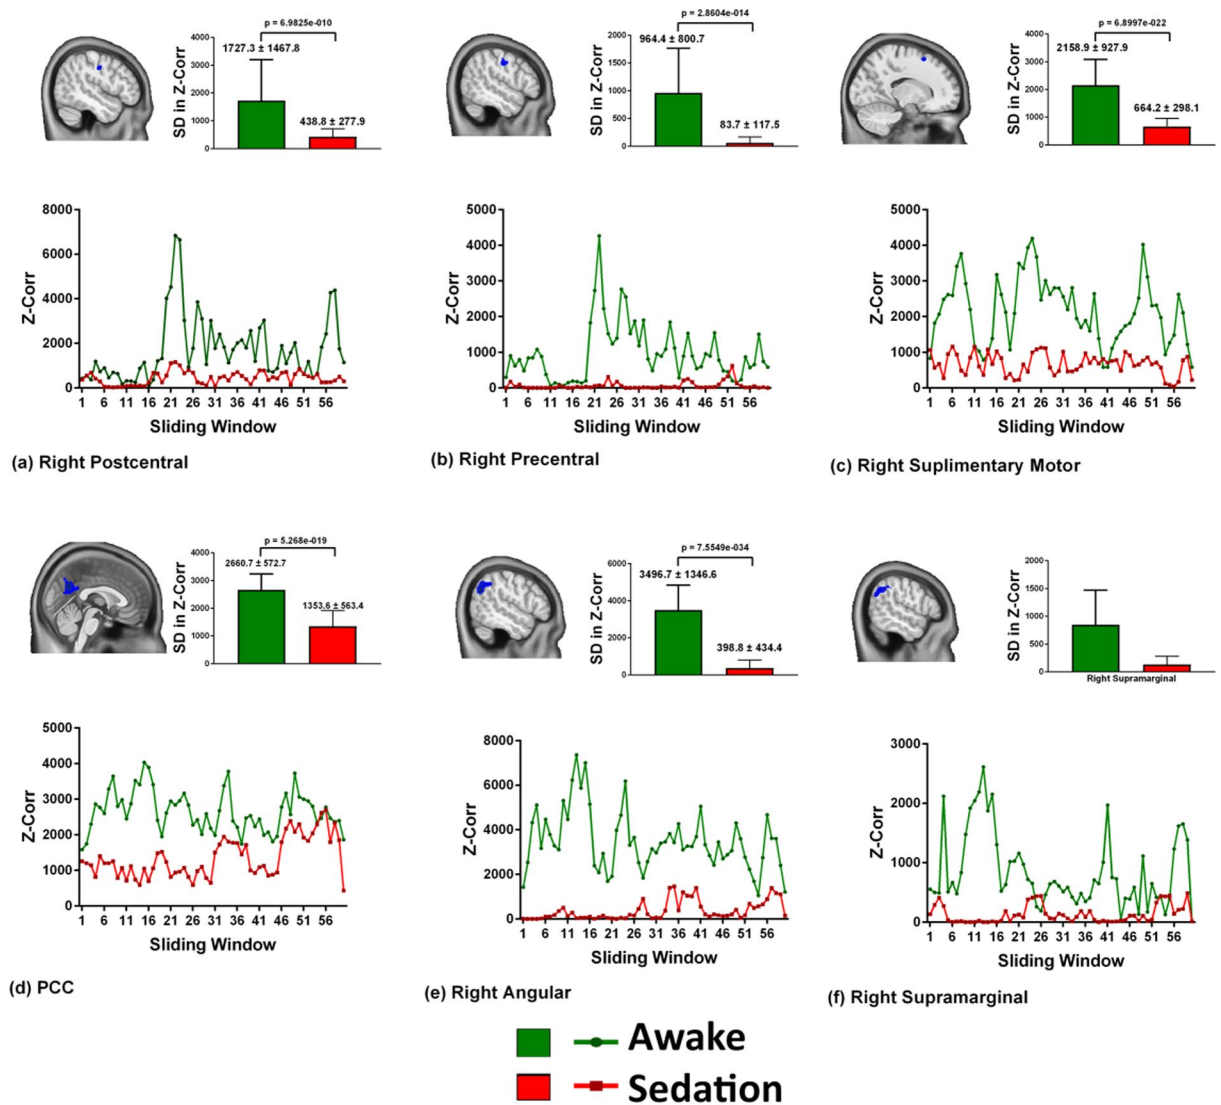 p = 6.9825e-010
1727.3 ± 1467.8
438.8 ± 277.9
SD in Z-Corr
4000
3000
2000
1000
0
Z-Corr
8000
6000
4000
2000
0
1 6 11 16 21 26 31 36 41 46 51 56
Sliding Window
(a) Right Postcentral
p = 2.8604e-014
964.4 ± 800.7
83.7 ± 117.5
SD in Z-Corr
2000
1500
1000
500
0
Z-Corr
5000
4000
3000
2000
1000
0
1 6 11 16 21 26 31 36 41 46 51 56
Sliding Window
(b) Right Precentral
p = 6.8997e-022
2158.9 ± 927.9
664.2 ± 298.1
SD in Z-Corr
4000
3000
2000
1000
0
Z-Corr
5000
4000
3000
2000
1000
0
1 6 11 16 21 26 31 36 41 46 51 56
Sliding Window
(c) Right Suplimentary Motor
p = 5.268e-019
2660.7 ± 572.7
1353.6 ± 563.4
SD in Z-Corr
4000
3000
2000
1000
0
Z-Corr
5000
4000
3000
2000
1000
0
1 6 11 16 21 26 31 36 41 46 51 56
Sliding Window
(d) PCC
p = 7.5549e-034
3496.7 ± 1346.6
398.8 ± 434.4
SD in Z-Corr
6000
4000
2000
0
Z-Corr
8000
6000
4000
2000
0
1 6 11 16 21 26 31 36 41 46 51 56
Sliding Window
(e) Right Angular
SD in Z-Corr
2000
1500
1000
500
0
Right Supramarginal
Z-Corr
3000
2000
1000
0
1 6 11 16 21 26 31 36 41 46 51 56
Sliding Window
(f) Right Supramarginal
Awake
Sedation